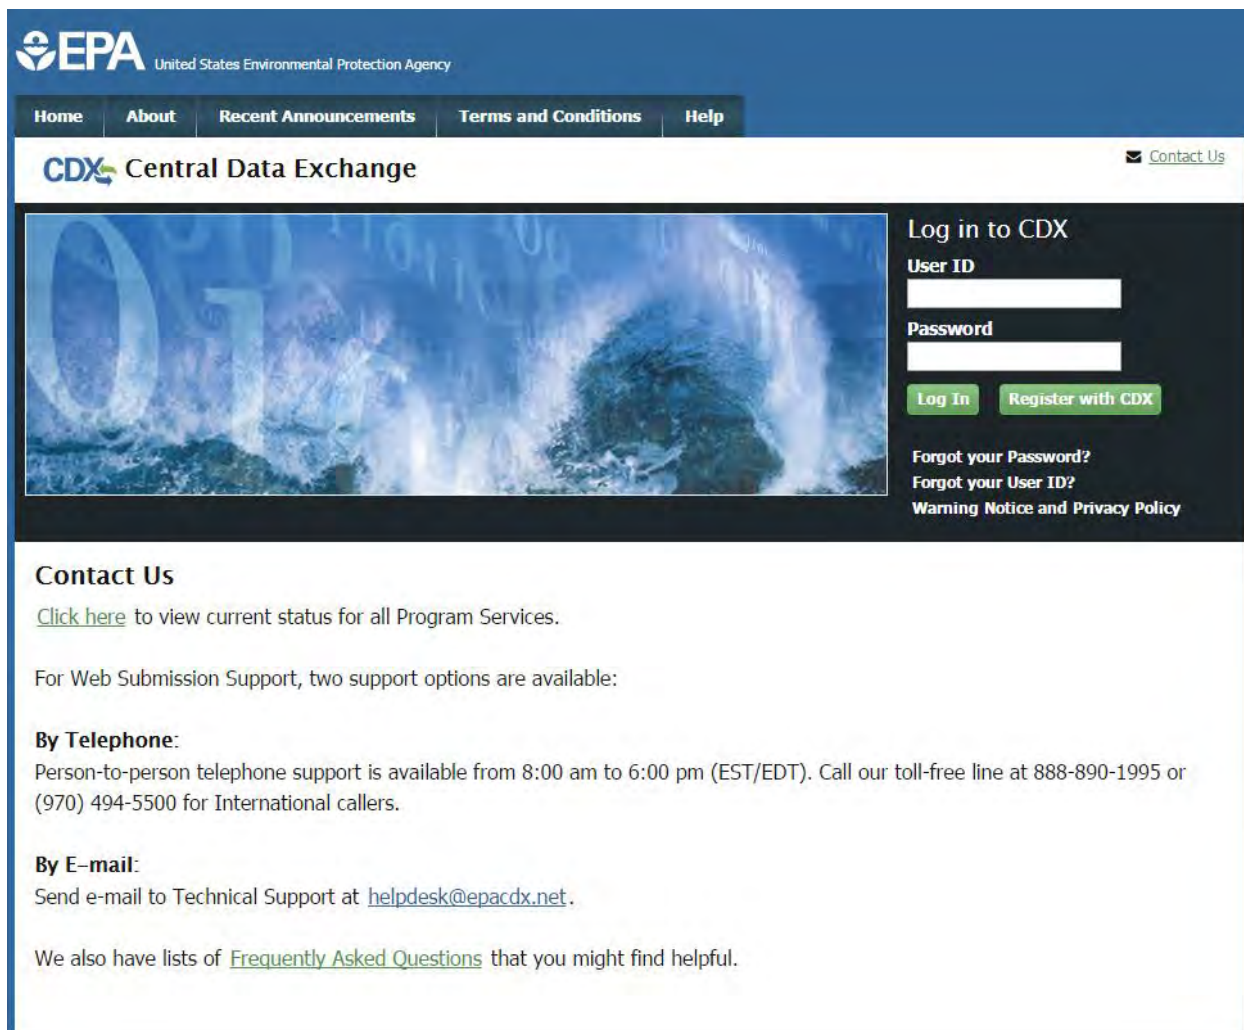 EPA United States Environmental Protection Agency
Home About Recent Announcements Terms and Conditions Help
CDX Central Data Exchange
Contact Us
Log in to CDX
User ID
Password
Log In Register with CDX
Forgot your Password?
Forgot your User ID?
Warning Notice and Privacy Policy
Contact Us
Click here to view current status for all Program Services.
For Web Submission Support, two support options are available:
By Telephone:
Person-to-person telephone support is available from 8:00 am to 6:00 pm (EST/EDT). Call our toll-free line at 888-890-1995 or
(970) 494-5500 for International callers.
By E-mail:
Send e-mail to Technical Support at helpdesk@epacdx.net.
We also have lists of Frequently Asked Questions that you might find helpful.